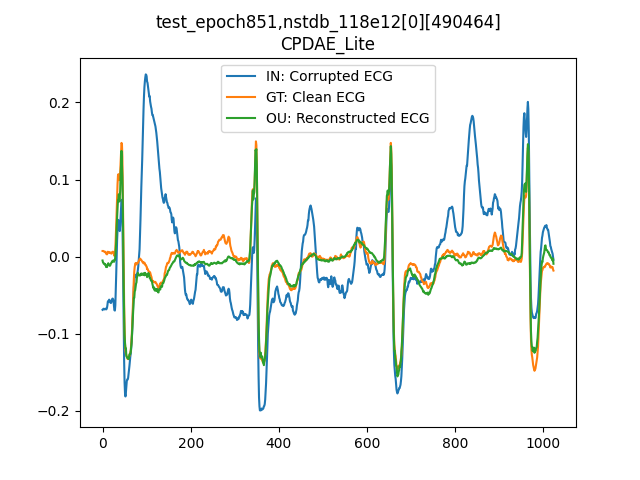 test_epoch851,nstdb_118e12[0][490464]
CPDAE_Lite
IN: Corrupted ECG
GT: Clean ECG
OU: Reconstructed ECG
0.2
0.1
0.0
−0.1
−0.2
0 200 400 600 800 1000